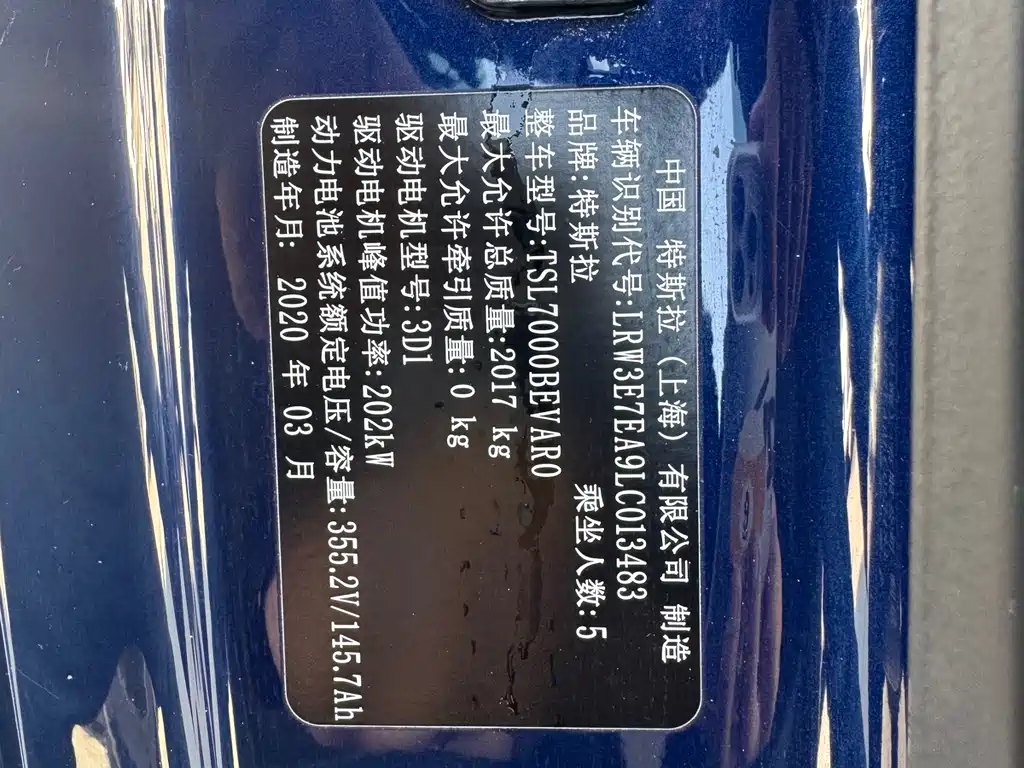 中国 特斯拉(上海)有限公司 制造
车辆识别代号:LRW3E7EA9LC013483
品牌:特斯拉 乘坐人数:5
整车型号:TSL7000BEVAR0
最大允许总质量:2017 kg
最大允许牵引质量:0 kg
驱动电机型号:3D1
驱动电机峰值功率:202kW
动力电池系统额定电压/容量:355.2V/145.7Ah
制造年月: 2020 年 03 月